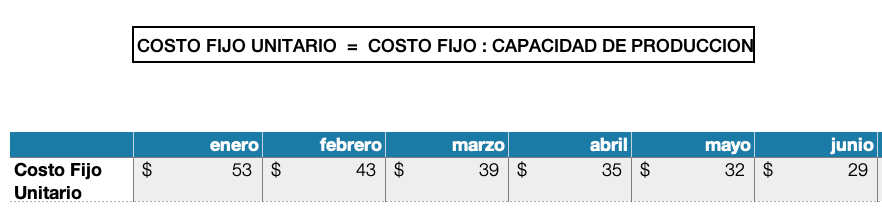 COSTO FIJO UNITARIO = COSTO FIJO : CAPACIDAD DE PRODUCCION
enero febrero marzo abril mayo junio
Costo Fijo Unitario $ 53 $ 43 $ 39 $ 35 $ 32 $ 29